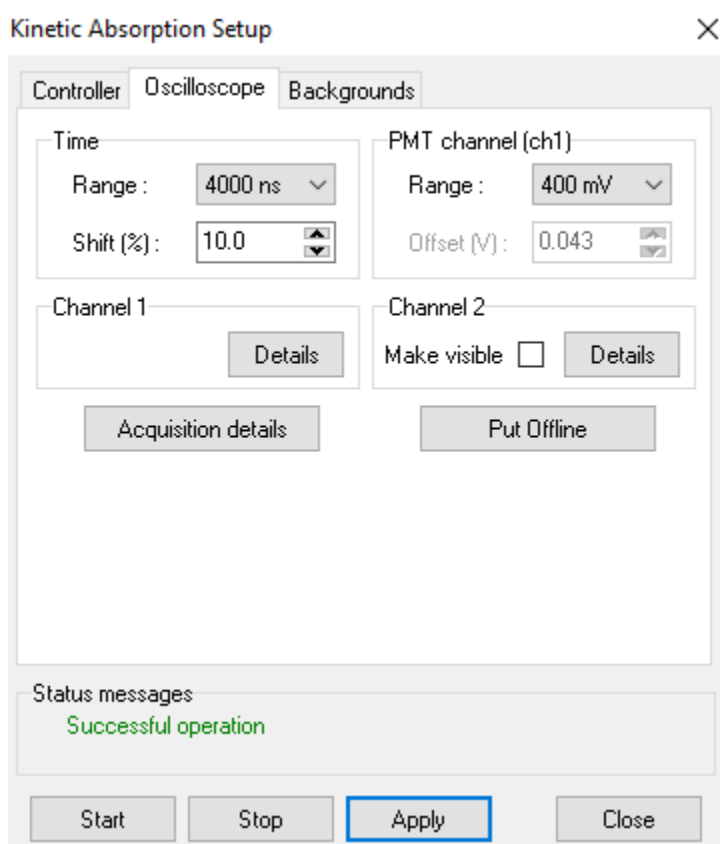 Kinetic Absorption Setup
Controller Oscilloscope Backgrounds
Time
Range : 4000 ns
Shift (%) : 10.0
PMT channel (ch1)
Range : 400 mV
Offset (V) : 0.043
Channel 1
Details
Channel 2
Make visible Details
Acquisition details Put Offline
Status messages
Successful operation
Start Stop Apply Close